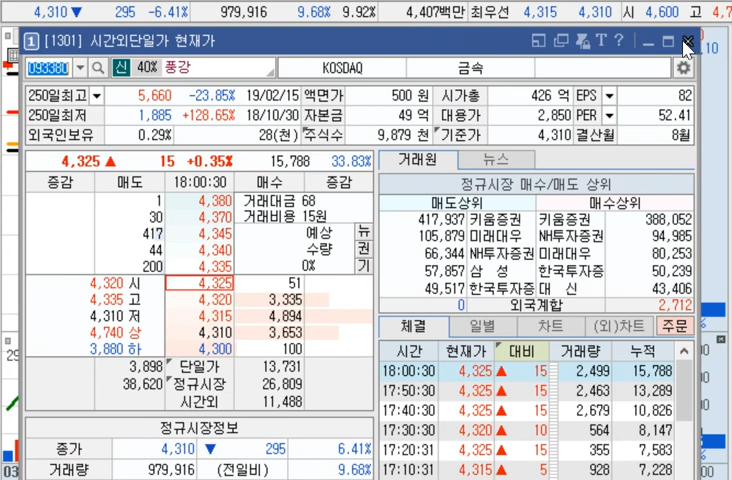 4,310 ▼ 295 -6.41% 979,916 9.68% 9.92% 4,407백만 최우선 4,315 4,310 시 4,600 고
1 [1301] 시간외단일가 현재가 T ?
093380 신 40% 풍강 KOSDAQ 금속
250일최고 5,660 -23.85% 19/02/15 액면가 500 원 시가총 426 억 EPS 82
250일최저 1,885 +128.65% 18/10/30 자본금 49 억 대용가 2,850 PER 52.41
외국인보유 0.29% 28(천) 주식수 9,879 천 기준가 4,310 결산월 8월
4,325 ▲ 15 +0.35% 15,788 33.83%
증감 매도 18:00:30 매수 증감
1 4,380 거래대금 68
30 4,370 거래비용 15원
417 4,345 예상 뉴
44 4,340 수량 권
200 4,335 0% 기
4,320 시 4,325 51
4,335 고 4,320 3,335
4,310 저 4,315 4,894
4,740 상 4,310 3,653
3,880 하 4,300 100
3,898 단일가 13,731
38,620 정규시장 26,809
시간외 11,488
정규시장정보
종가 4,310 ▼ 295 6.41%
거래량 979,916 (전일비) 9.68%
거래원 뉴스
정규시장 매수/매도 상위
매도상위 매수상위
417,937 키움증권 키움증권 388,052
105,879 미래대우 NH투자증권 94,985
66,344 NH투자증권 미래대우 80,253
57,857 삼 성 한국투자증 50,239
49,517 한국투자증 대 신 43,406
0 외국계합 2,712
체결 일별 차트 (외)차트 주문
시간 현재가 대비 거래량 누적
18:00:30 4,325 ▲ 15 2,499 15,788
17:50:30 4,325 ▲ 15 2,463 13,289
17:40:30 4,325 ▲ 15 2,679 10,826
17:30:30 4,320 ▲ 10 564 8,147
17:20:31 4,325 ▲ 15 355 7,583
17:10:31 4,315 ▲ 5 928 7,228